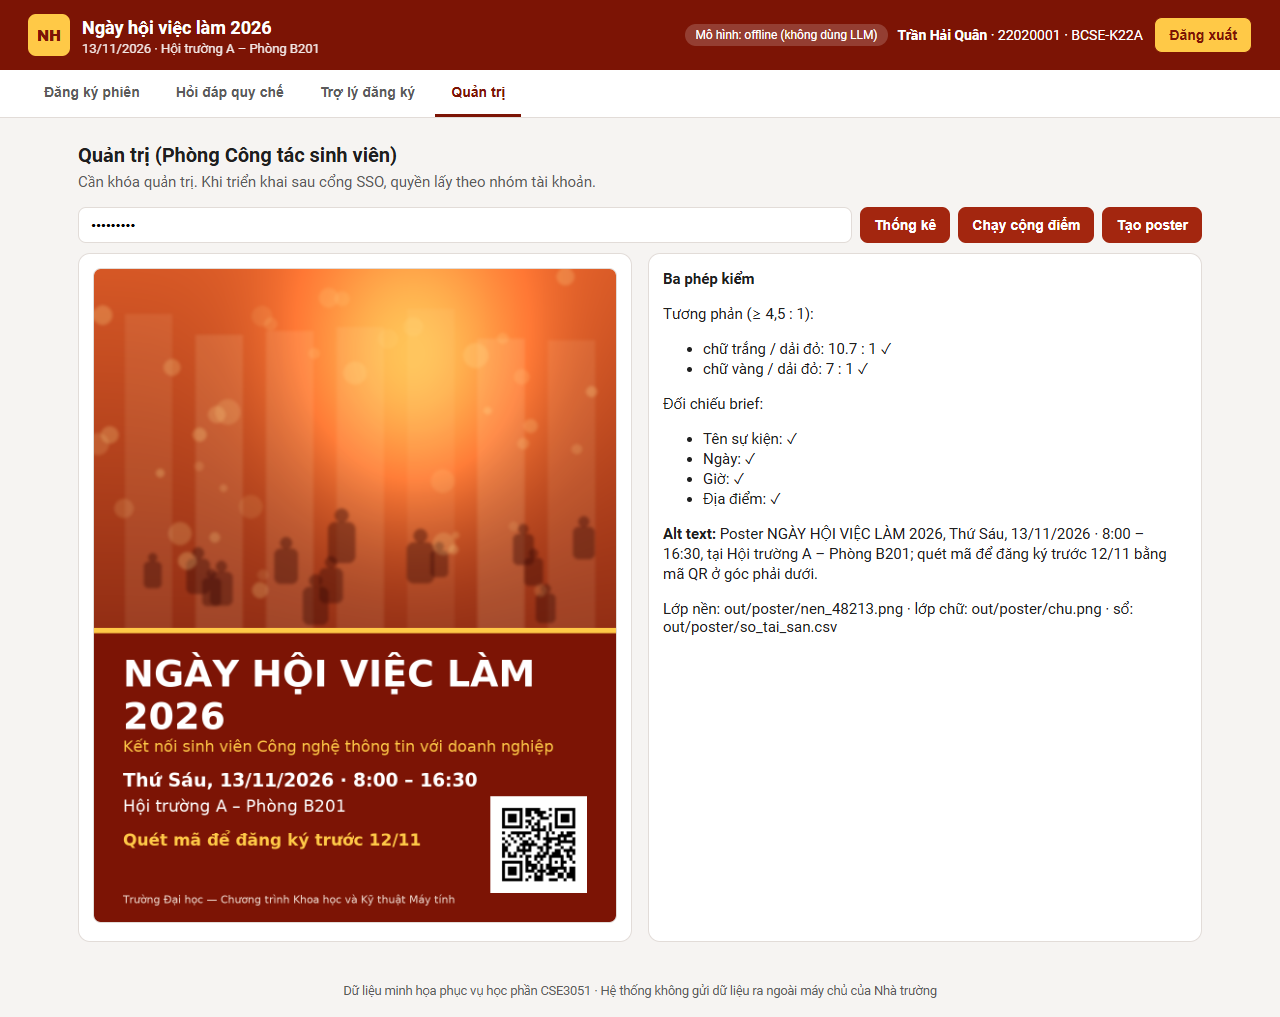 NH
Ngày hội việc làm 2026
13/11/2026 · Hội trường A – Phòng B201
Mô hình: offline (không dùng LLM)
Trần Hải Quân · 22020001 · BCSE-K22A
Đăng xuất
Đăng ký phiên
Hỏi đáp quy chế
Trợ lý đăng ký
Quản trị
Quản trị (Phòng Công tác sinh viên)
Cần khóa quản trị. Khi triển khai sau cổng SSO, quyền lấy theo nhóm tài khoản.
•••••••••
Thống kê
Chạy cộng điểm
Tạo poster
NGÀY HỘI VIỆC LÀM
2026
Kết nối sinh viên Công nghệ thông tin với doanh nghiệp
Thứ Sáu, 13/11/2026 · 8:00 – 16:30
Hội trường A – Phòng B201
Quét mã để đăng ký trước 12/11
Trường Đại học — Chương trình Khoa học và Kỹ thuật Máy tính
Ba phép kiểm
Tương phản (≥ 4,5 : 1):
• chữ trắng / dải đỏ: 10.7 : 1 ✓
• chữ vàng / dải đỏ: 7 : 1 ✓
Đối chiếu brief:
• Tên sự kiện: ✓
• Ngày: ✓
• Giờ: ✓
• Địa điểm: ✓
Alt text: Poster NGÀY HỘI VIỆC LÀM 2026, Thứ Sáu, 13/11/2026 · 8:00 –
16:30, tại Hội trường A – Phòng B201; quét mã để đăng ký trước 12/11 bằng
mã QR ở góc phải dưới.
Lớp nền: out/poster/nen_48213.png · lớp chữ: out/poster/chu.png · sổ:
out/poster/so_tai_san.csv
Dữ liệu minh họa phục vụ học phần CSE3051 · Hệ thống không gửi dữ liệu ra ngoài máy chủ của Nhà trường